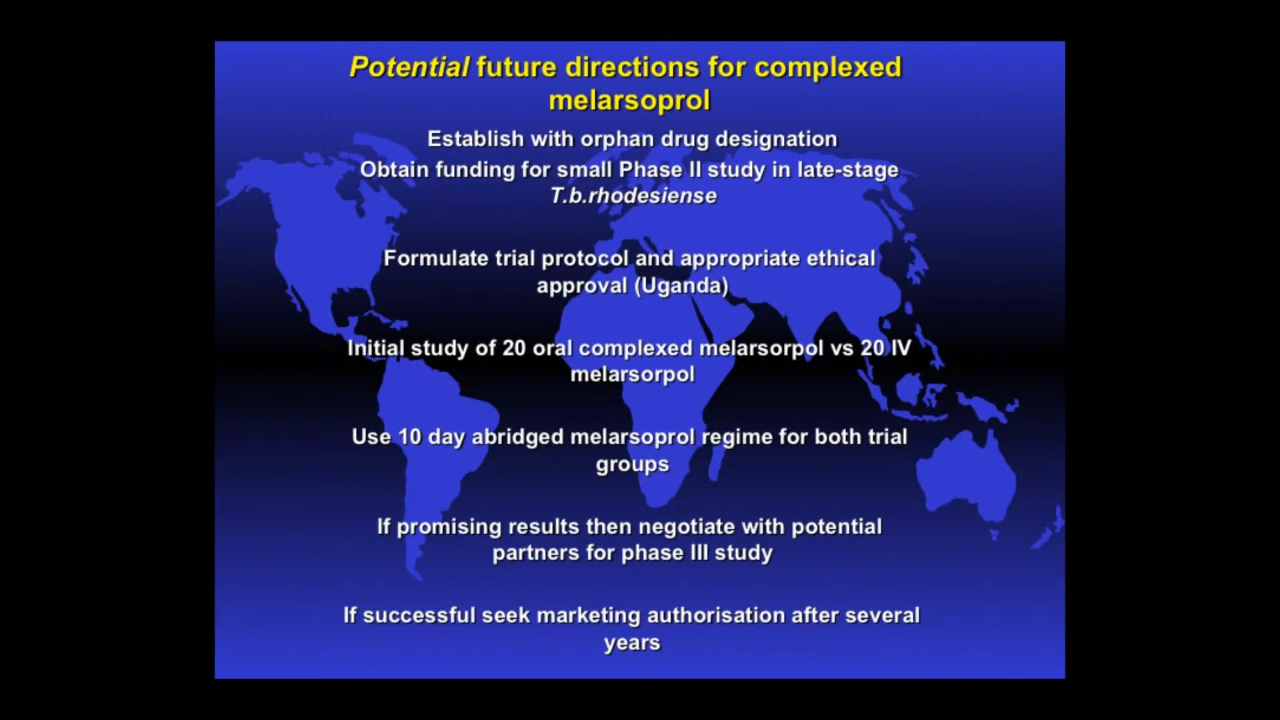 Potential future directions for complexed
melarsoprol
Establish with orphan drug designation
Obtain funding for small Phase II study in late-stage
T.b.rhodesiense
Formulate trial protocol and appropriate ethical
approval (Uganda)
Initial study of 20 oral complexed melarsorpol vs 20 IV
melarsorpol
Use 10 day abridged melarsoprol regime for both trial
groups
If promising results then negotiate with potential
partners for phase III study
If successful seek marketing authorisation after several
years